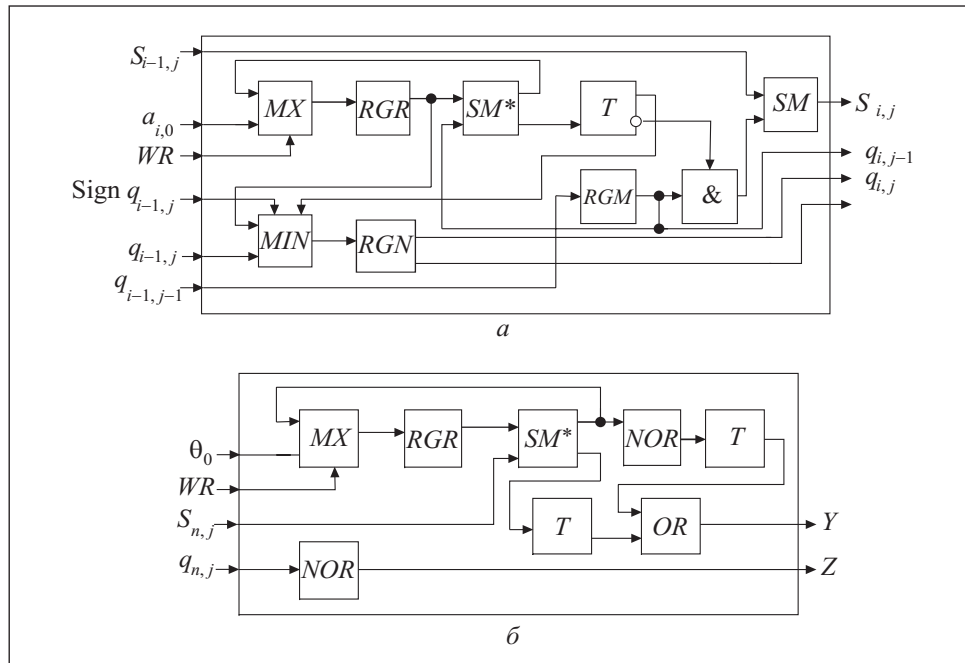 S_{i–1, j}
a_{i,0}
WR
Sign q_{i–1, j}
q_{i–1, j}
q_{i–1, j–1}
MX
RGR
SM*
T
SM
S_{i, j}
q_{i, j–1}
q_{i, j}
RGM
&
MIN
RGN
а
θ_0
WR
S_{n, j}
q_{n, j}
MX
RGR
SM*
NOR
T
T
OR
Y
NOR
Z
б